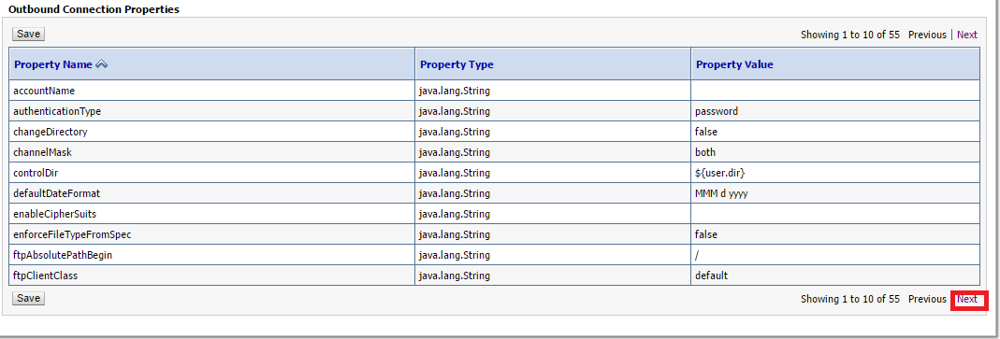 Outbound Connection Properties
Save Showing 1 to 10 of 55 Previous | Next
Property Name Property Type Property Value
accountName java.lang.String
authenticationType java.lang.String password
changeDirectory java.lang.String false
channelMask java.lang.String both
controlDir java.lang.String ${user.dir}
defaultDateFormat java.lang.String MMM d yyyy
enableCipherSuits java.lang.String
enforceFileTypeFromSpec java.lang.String false
ftpAbsolutePathBegin java.lang.String /
ftpClientClass java.lang.String default
Save Showing 1 to 10 of 55 Previous Next